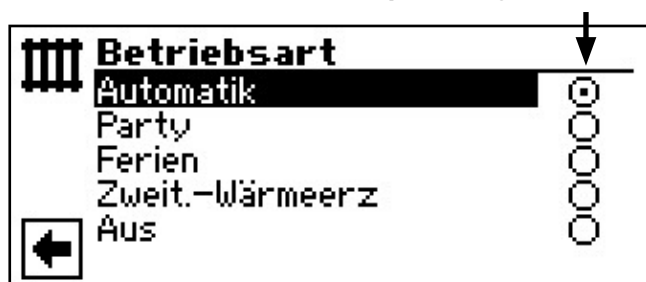 Betriebsart
Automatik
Party
Ferien
Zweit.-Wärmeerz
Aus